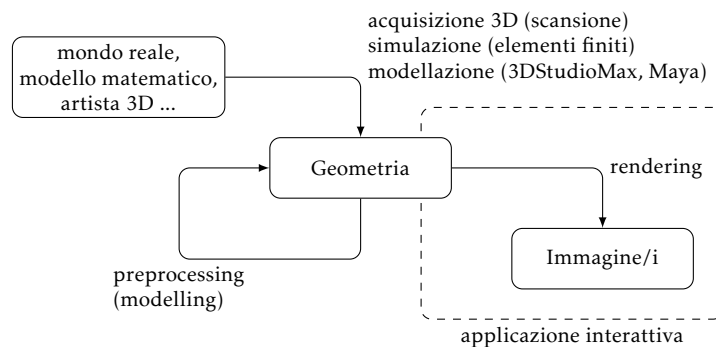 acquisizione 3D (scansione)
simulazione (elementi finiti)
modellazione (3DStudioMax, Maya)
mondo reale,
modello matematico,
artista 3D ...
Geometria
rendering
Immagine/i
preprocessing
(modelling)
applicazione interattiva